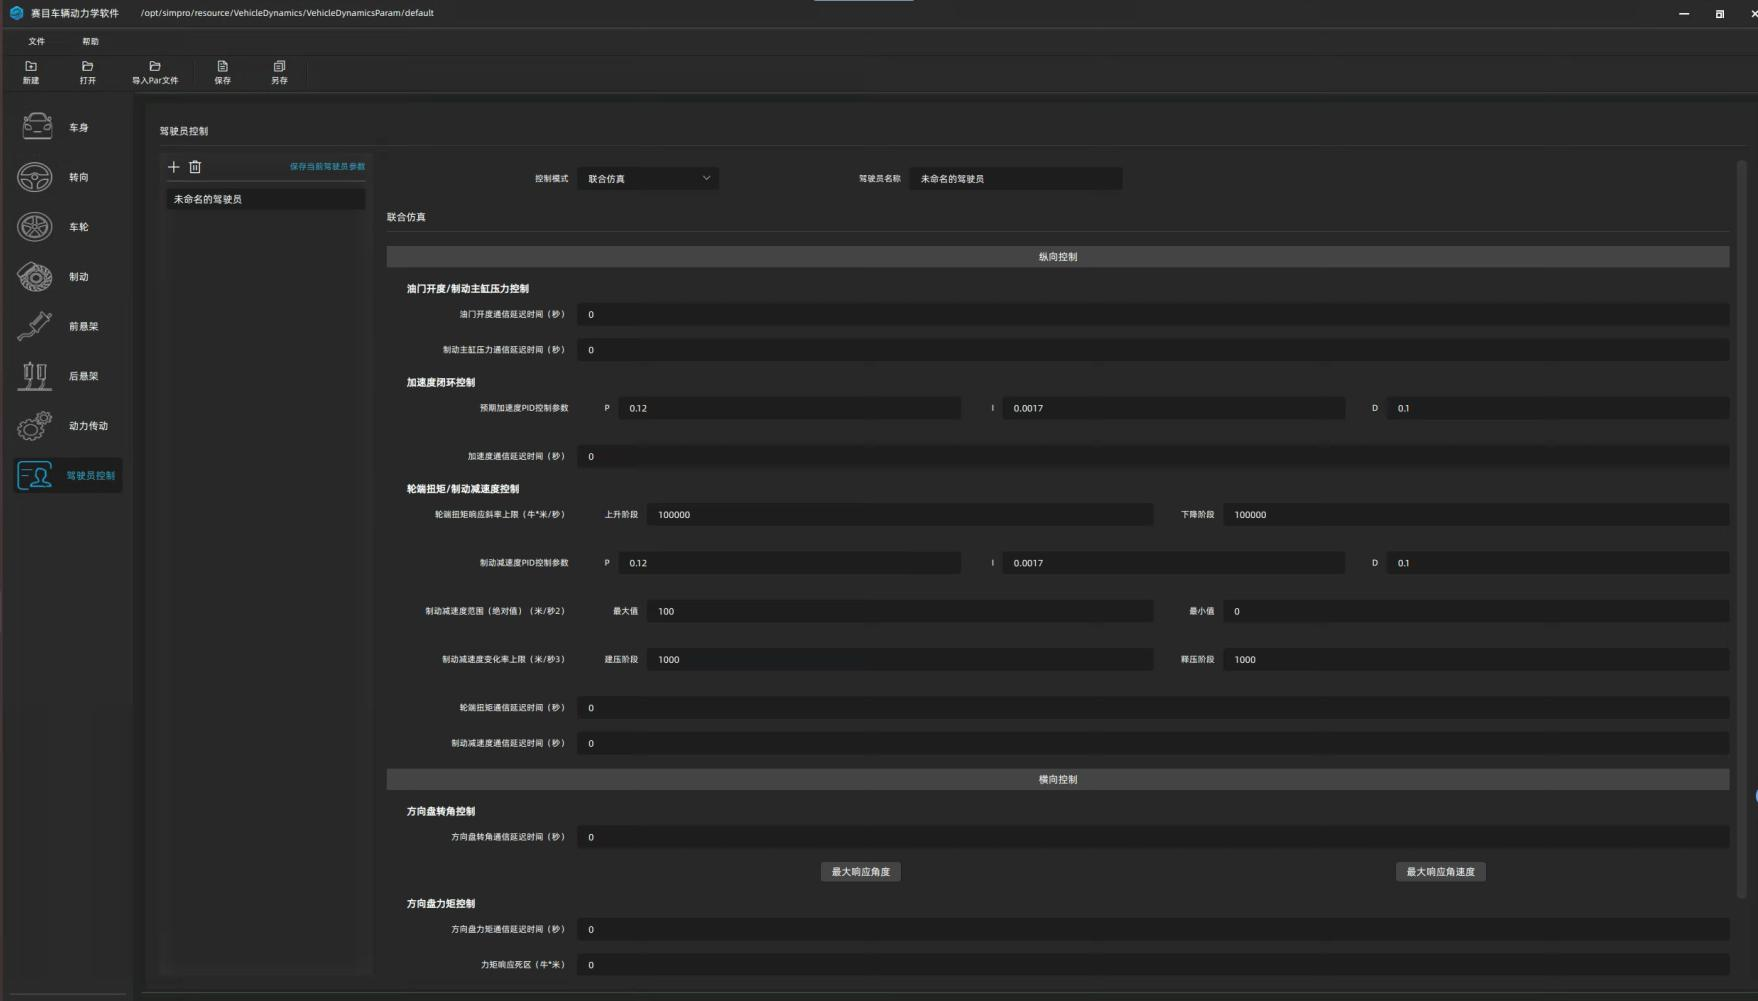 赛目车辆动力学软件 /opt/simpro/resource/VehicleDynamics/VehicleDynamicsParam/default
文件 帮助
新建 打开 导入Par文件 保存 另存
车身
转向
车轮
制动
前悬架
后悬架
动力传动
驾驶员控制
驾驶员控制
保存当前驾驶员参数
未命名的驾驶员
控制模式 联合仿真 驾驶员名称 未命名的驾驶员
联合仿真
纵向控制
油门开度/制动主缸压力控制
油门开度通信延迟时间（秒） 0
制动主缸压力通信延迟时间（秒） 0
加速度闭环控制
预期加速度PID控制参数 P 0.12 I 0.0017 D 0.1
加速度通信延迟时间（秒） 0
轮端扭矩/制动减速度控制
轮端扭矩响应斜率上限（牛*米/秒） 上升阶段 100000 下降阶段 100000
制动减速度PID控制参数 P 0.12 I 0.0017 D 0.1
制动减速度范围（绝对值）（米/秒2） 最大值 100 最小值 0
制动减速度变化率上限（米/秒3） 建压阶段 1000 释压阶段 1000
轮端扭矩通信延迟时间（秒） 0
制动减速度通信延迟时间（秒） 0
横向控制
方向盘转角控制
方向盘转角通信延迟时间（秒） 0
最大响应角度 最大响应角速度
方向盘力矩控制
方向盘力矩通信延迟时间（秒） 0
力矩响应死区（牛*米） 0